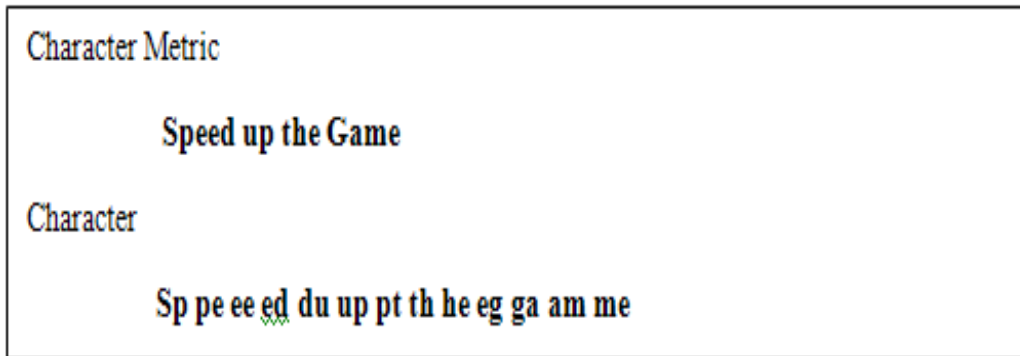 Character Metric
Speed up the Game
Character
Sp pe ee ed du up pt th he eg ga am me